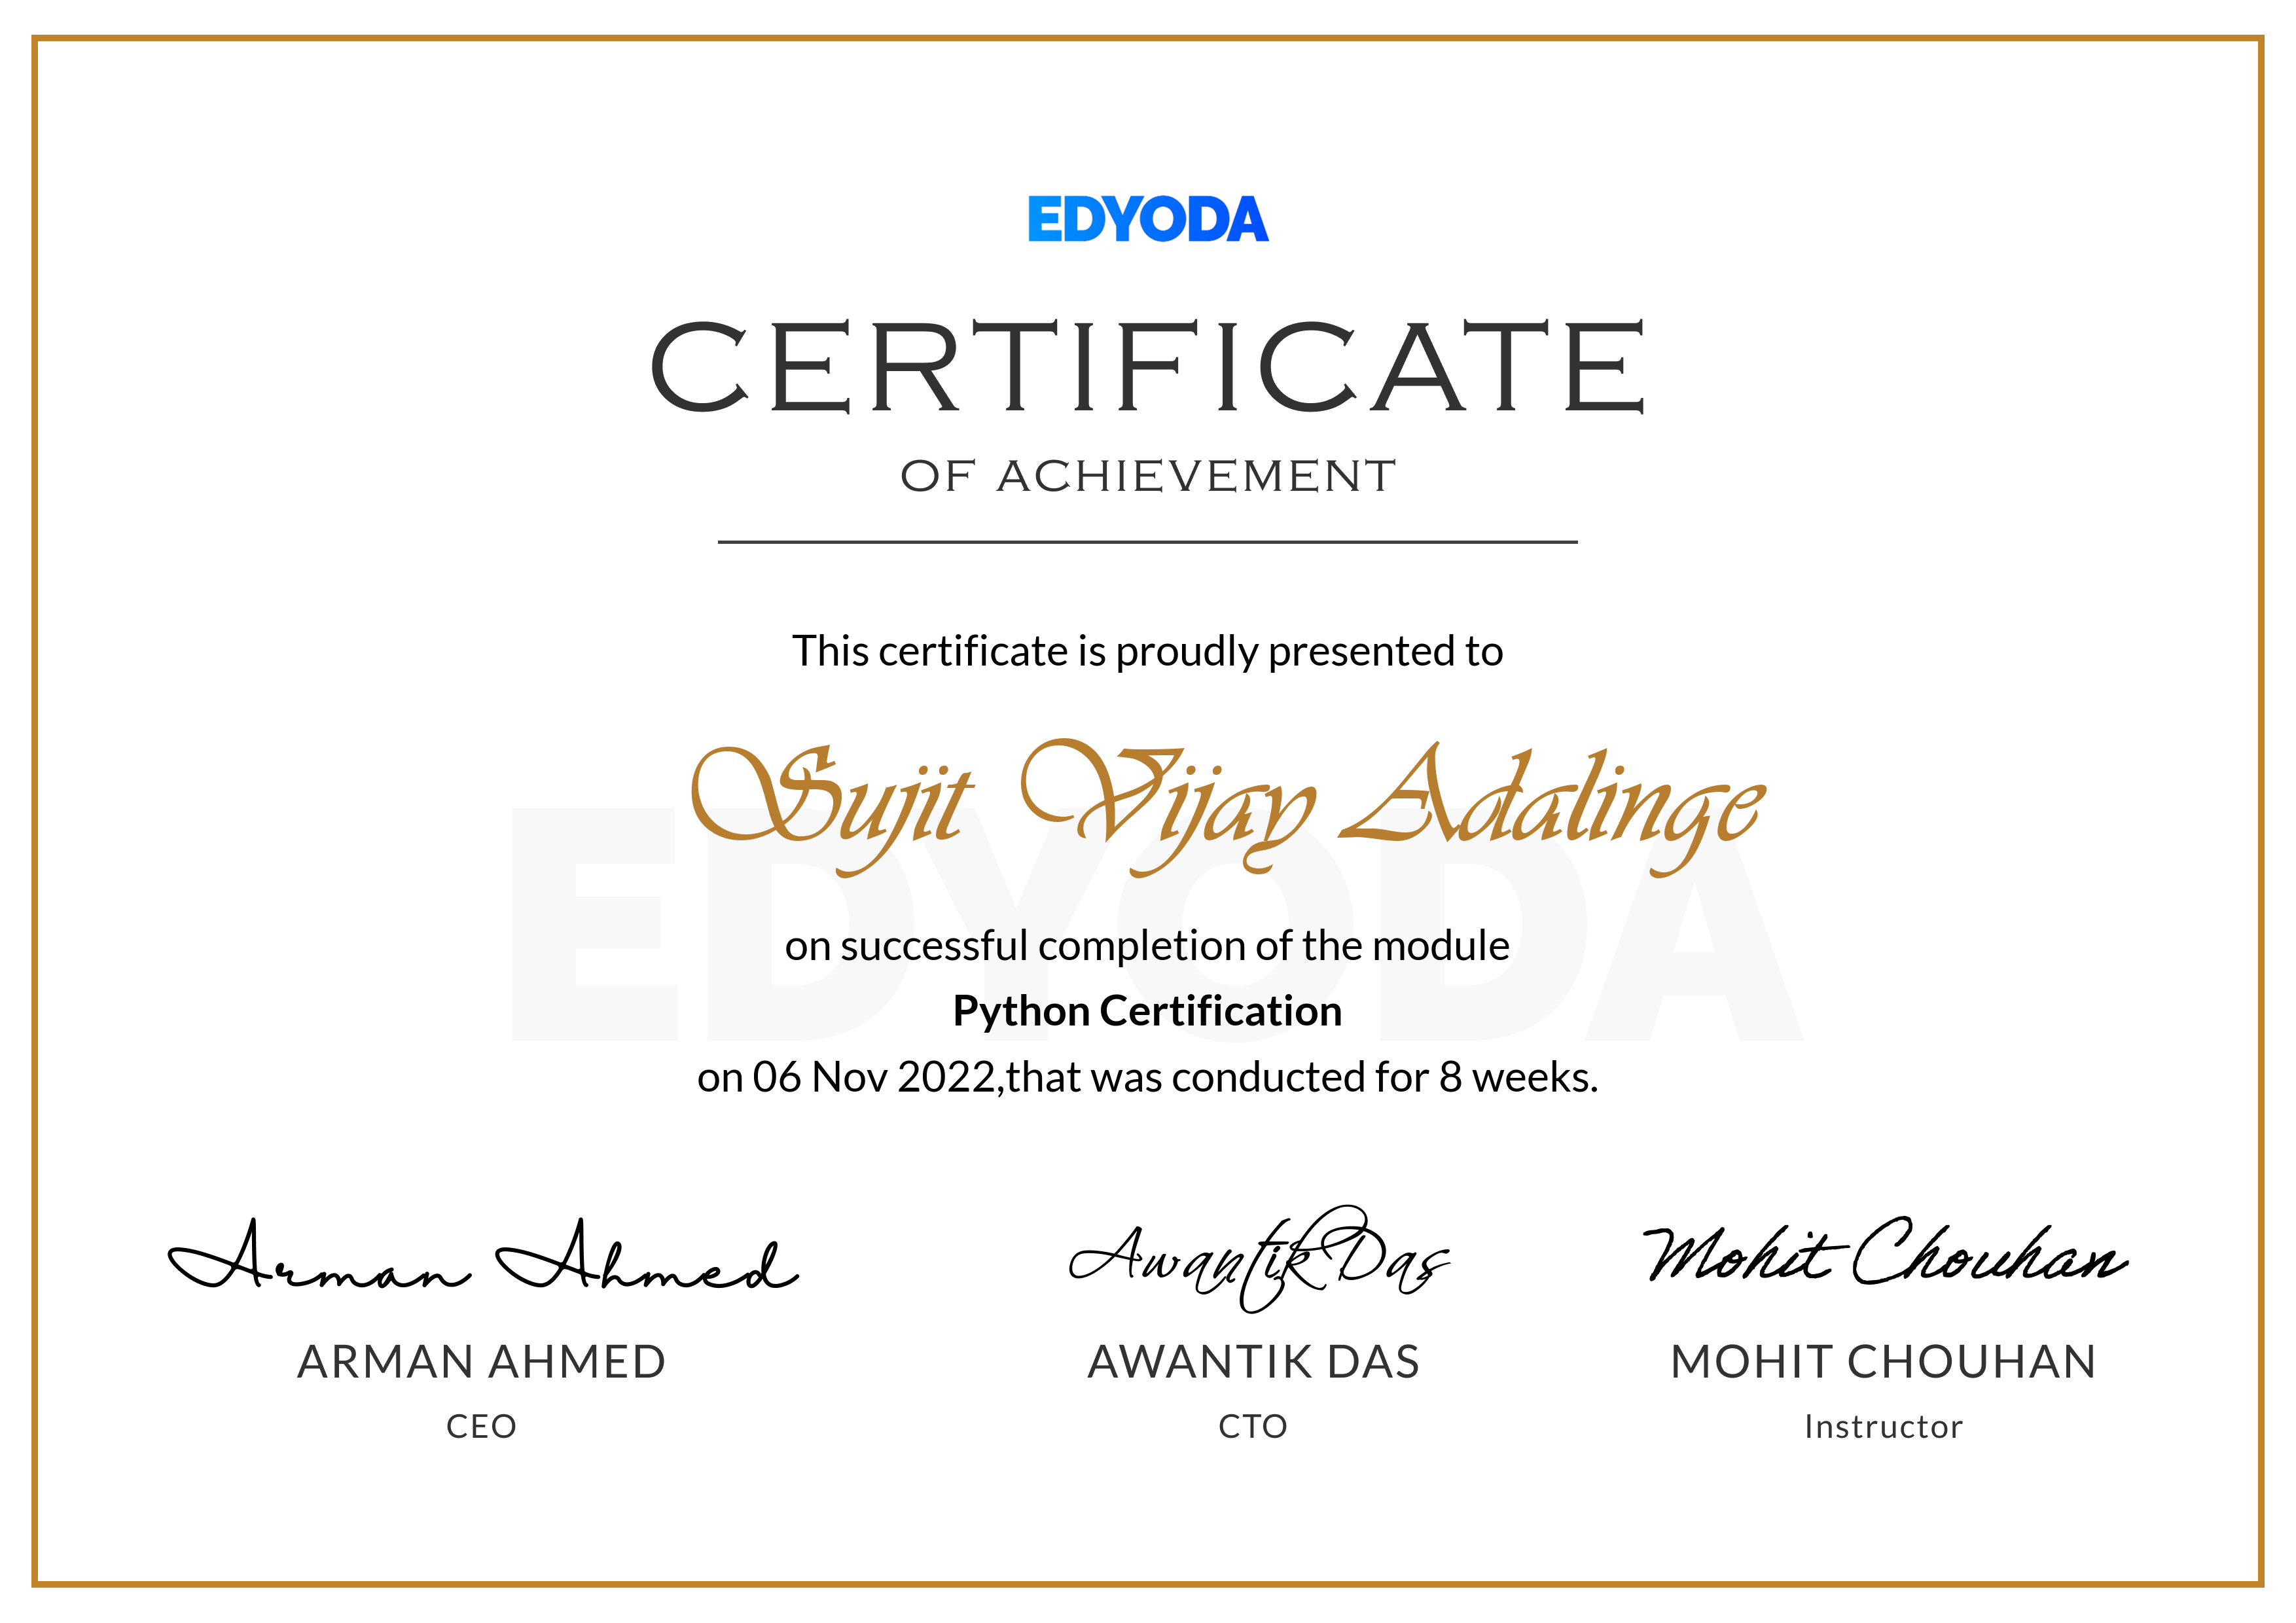 EDYODA
CERTIFICATE
OF ACHIEVEMENT
This certificate is proudly presented to
Sujit Vijay Adalinge
EDYODA
on successful completion of the module
Python Certification
on 06 Nov 2022,that was conducted for 8 weeks.
Arman Ahmed AwantikDas Mohit Chouhan
ARMAN AHMED AWANTIK DAS MOHIT CHOUHAN
CEO CTO Instructor